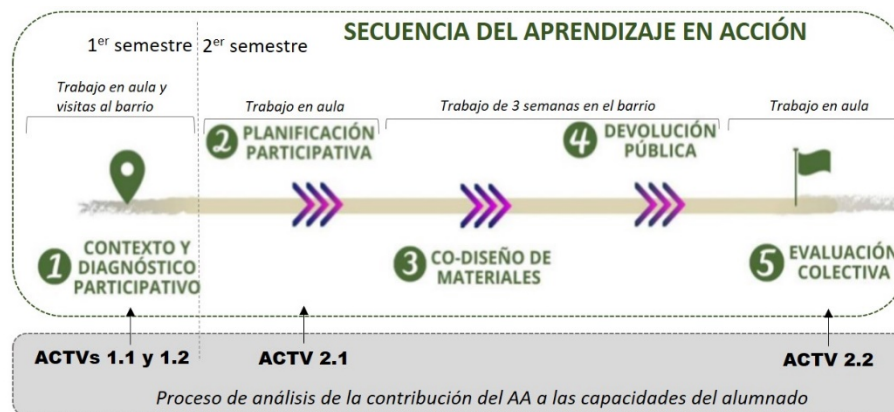 SECUENCIA DEL APRENDIZAJE EN ACCIÓN
1er semestre
2er semestre
Trabajo en aula y
visitas al barrio
Trabajo en aula
Trabajo de 3 semanas en el barrio
Trabajo en aula
2 PLANIFICACIÓN
PARTICIPATIVA
4 DEVOLUCIÓN
PÚBLICA
1 CONTEXTO Y
DIAGNÓSTICO
PARTICIPATIVO
3 CO-DISEÑO DE
MATERIALES
5 EVALUACIÓN
COLECTIVA
ACTVs 1.1 y 1.2
ACTV 2.1
ACTV 2.2
Proceso de análisis de la contribución del AA a las capacidades del alumnado